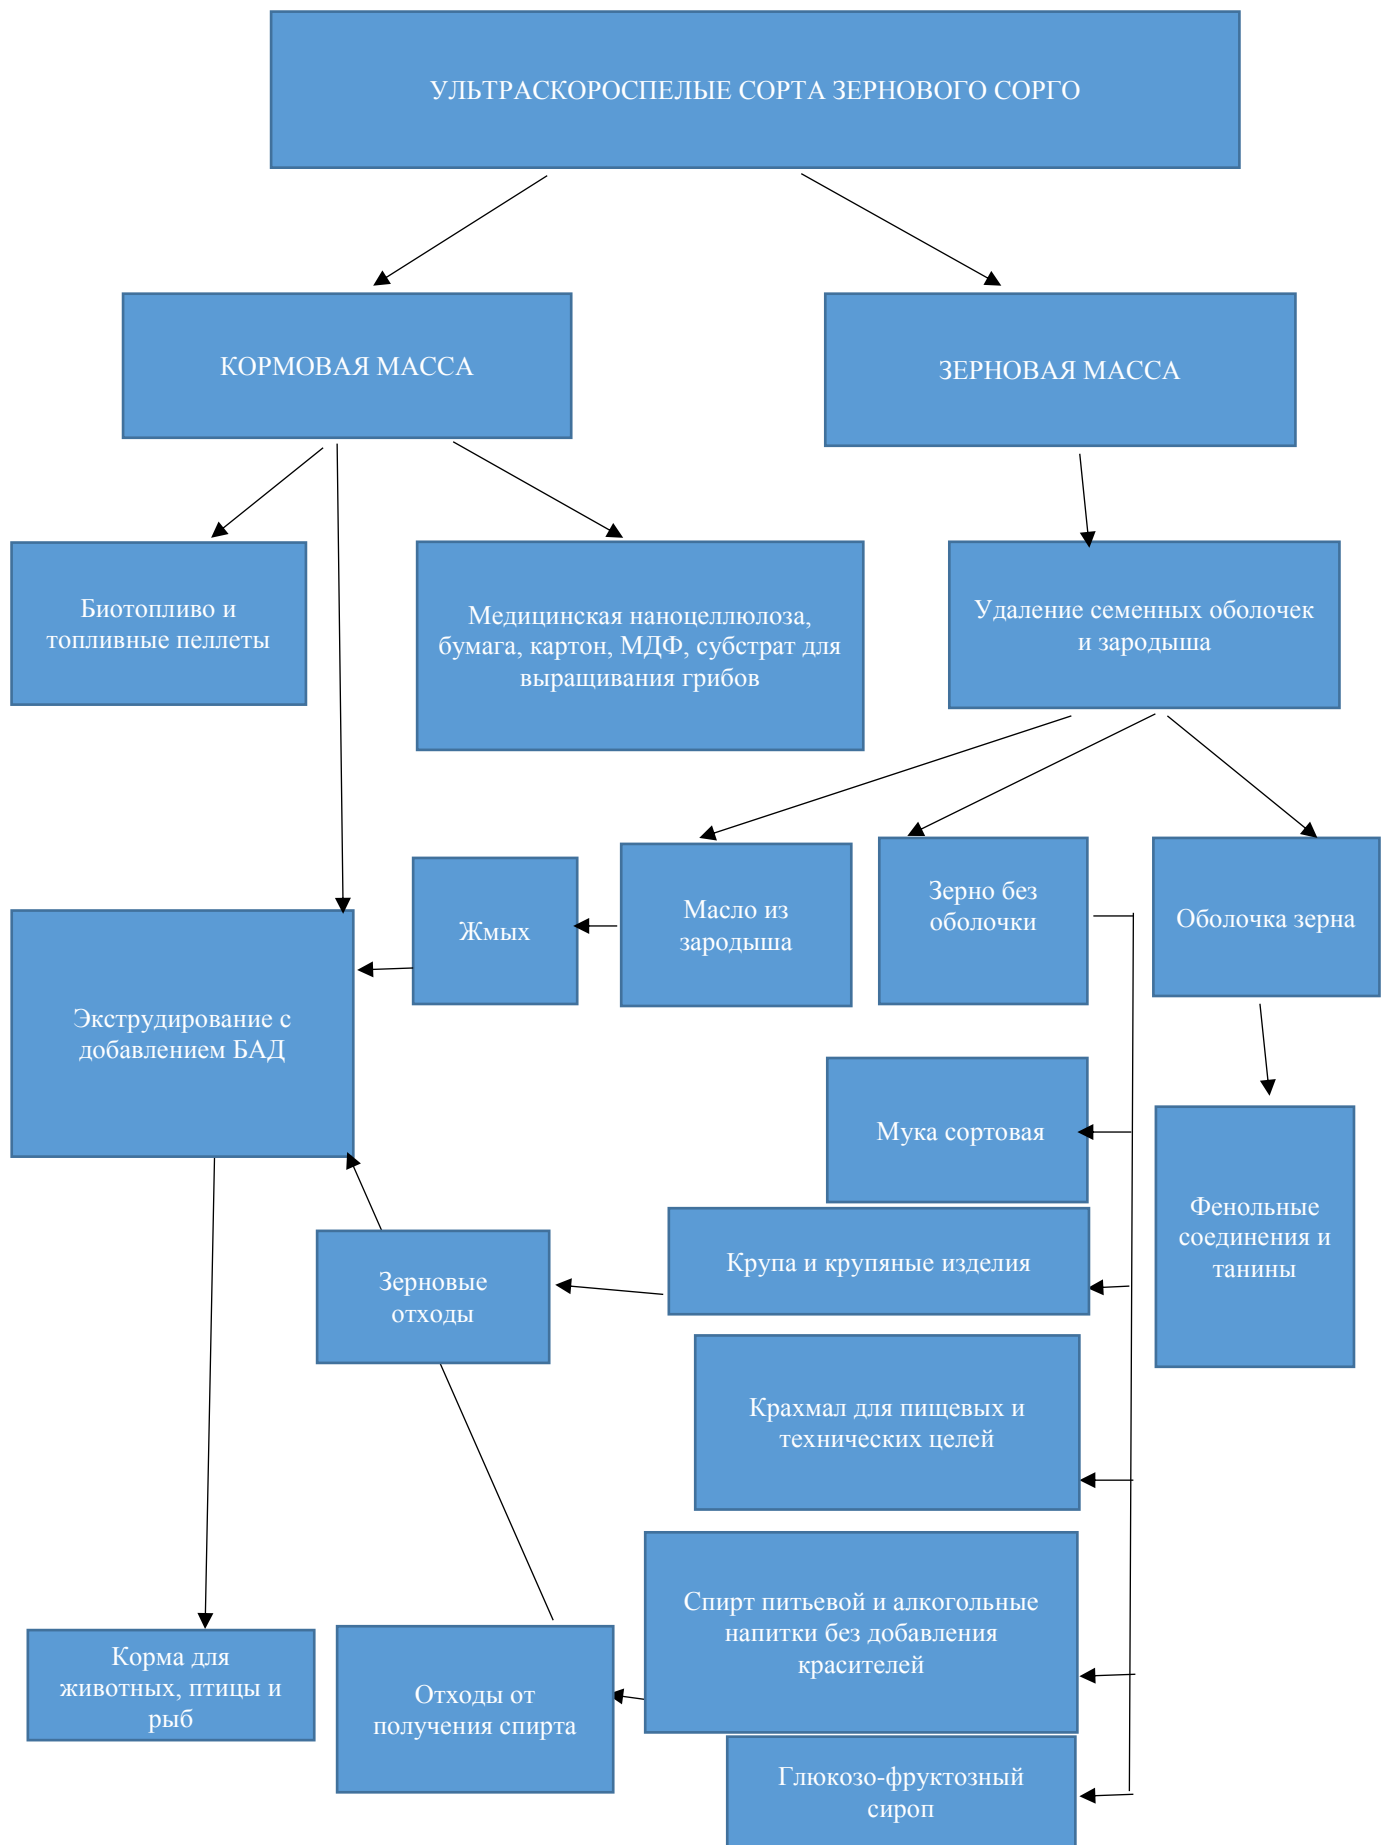 УЛЬТРАСКОРОСПЕЛЫЕ СОРТА ЗЕРНОВОГО СОРГО
КОРМОВАЯ МАССА
ЗЕРНОВАЯ МАССА
Биотопливо и
топливные пеллеты
Медицинская наноцеллюлоза,
бумага, картон, МДФ, субстрат для
выращивания грибов
Удаление семенных оболочек
и зародыша
Жмых
Масло из
зародыша
Зерно без
оболочки
Оболочка зерна
Экструдирование с
добавлением БАД
Мука сортовая
Фенольные
соединения и
танины
Крупа и крупяные изделия
Зерновые
отходы
Крахмал для пищевых и
технических целей
Спирт питьевой и алкогольные
напитки без добавления
красителей
Корма для
животных, птицы и
рыб
Отходы от
получения спирта
Глюкозо-фруктозный
сироп